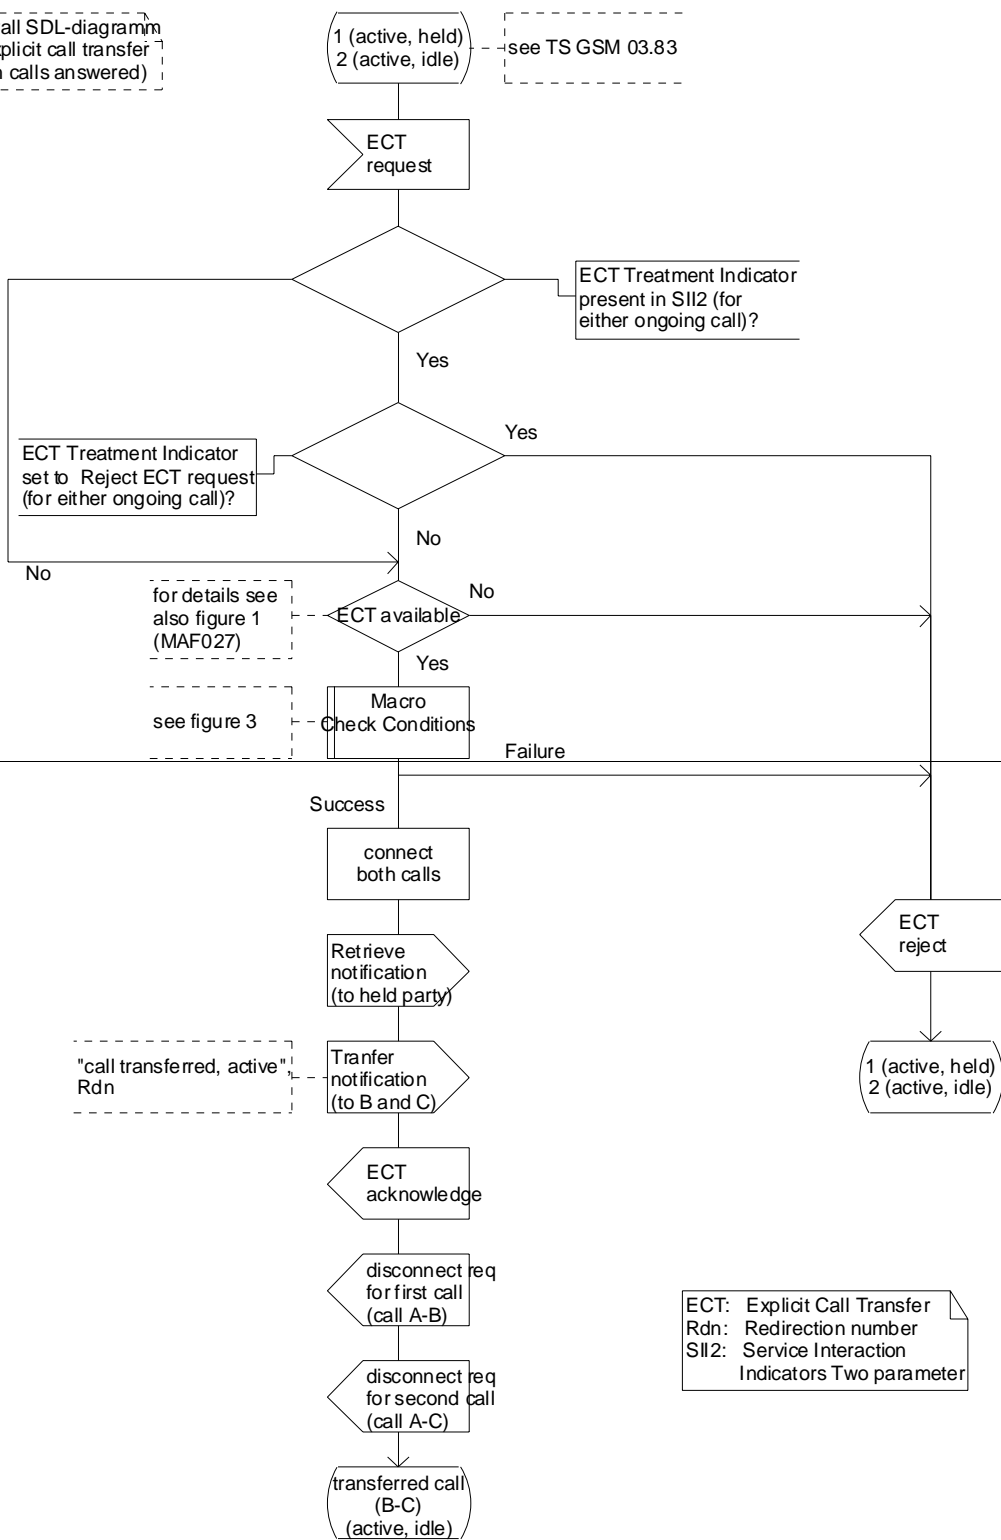 all SDL-diagramm
plicit call transfer
calls answered)
1 (active, held)
2 (active, idle)
see TS GSM 03.83
ECT
request
ECT Treatment Indicator
present in SII2 (for
either ongoing call)?
Yes
ECT Treatment Indicator
set to Reject ECT request
(for either ongoing call)?
Yes
No
No
for details see
also figure 1
(MAF027)
ECT available
No
Yes
see figure 3
Macro
Check Conditions
Failure
Success
connect
both calls
ECT
reject
Retrieve
notification
(to held party)
"call transferred, active",
Rdn
Tranfer
notification
(to B and C)
1 (active, held)
2 (active, idle)
ECT
acknowledge
disconnect req
for first call
(call A-B)
ECT: Explicit Call Transfer
Rdn: Redirection number
SII2: Service Interaction
Indicators Two parameter
disconnect req
for second call
(call A-C)
transferred call
(B-C)
(active, idle)